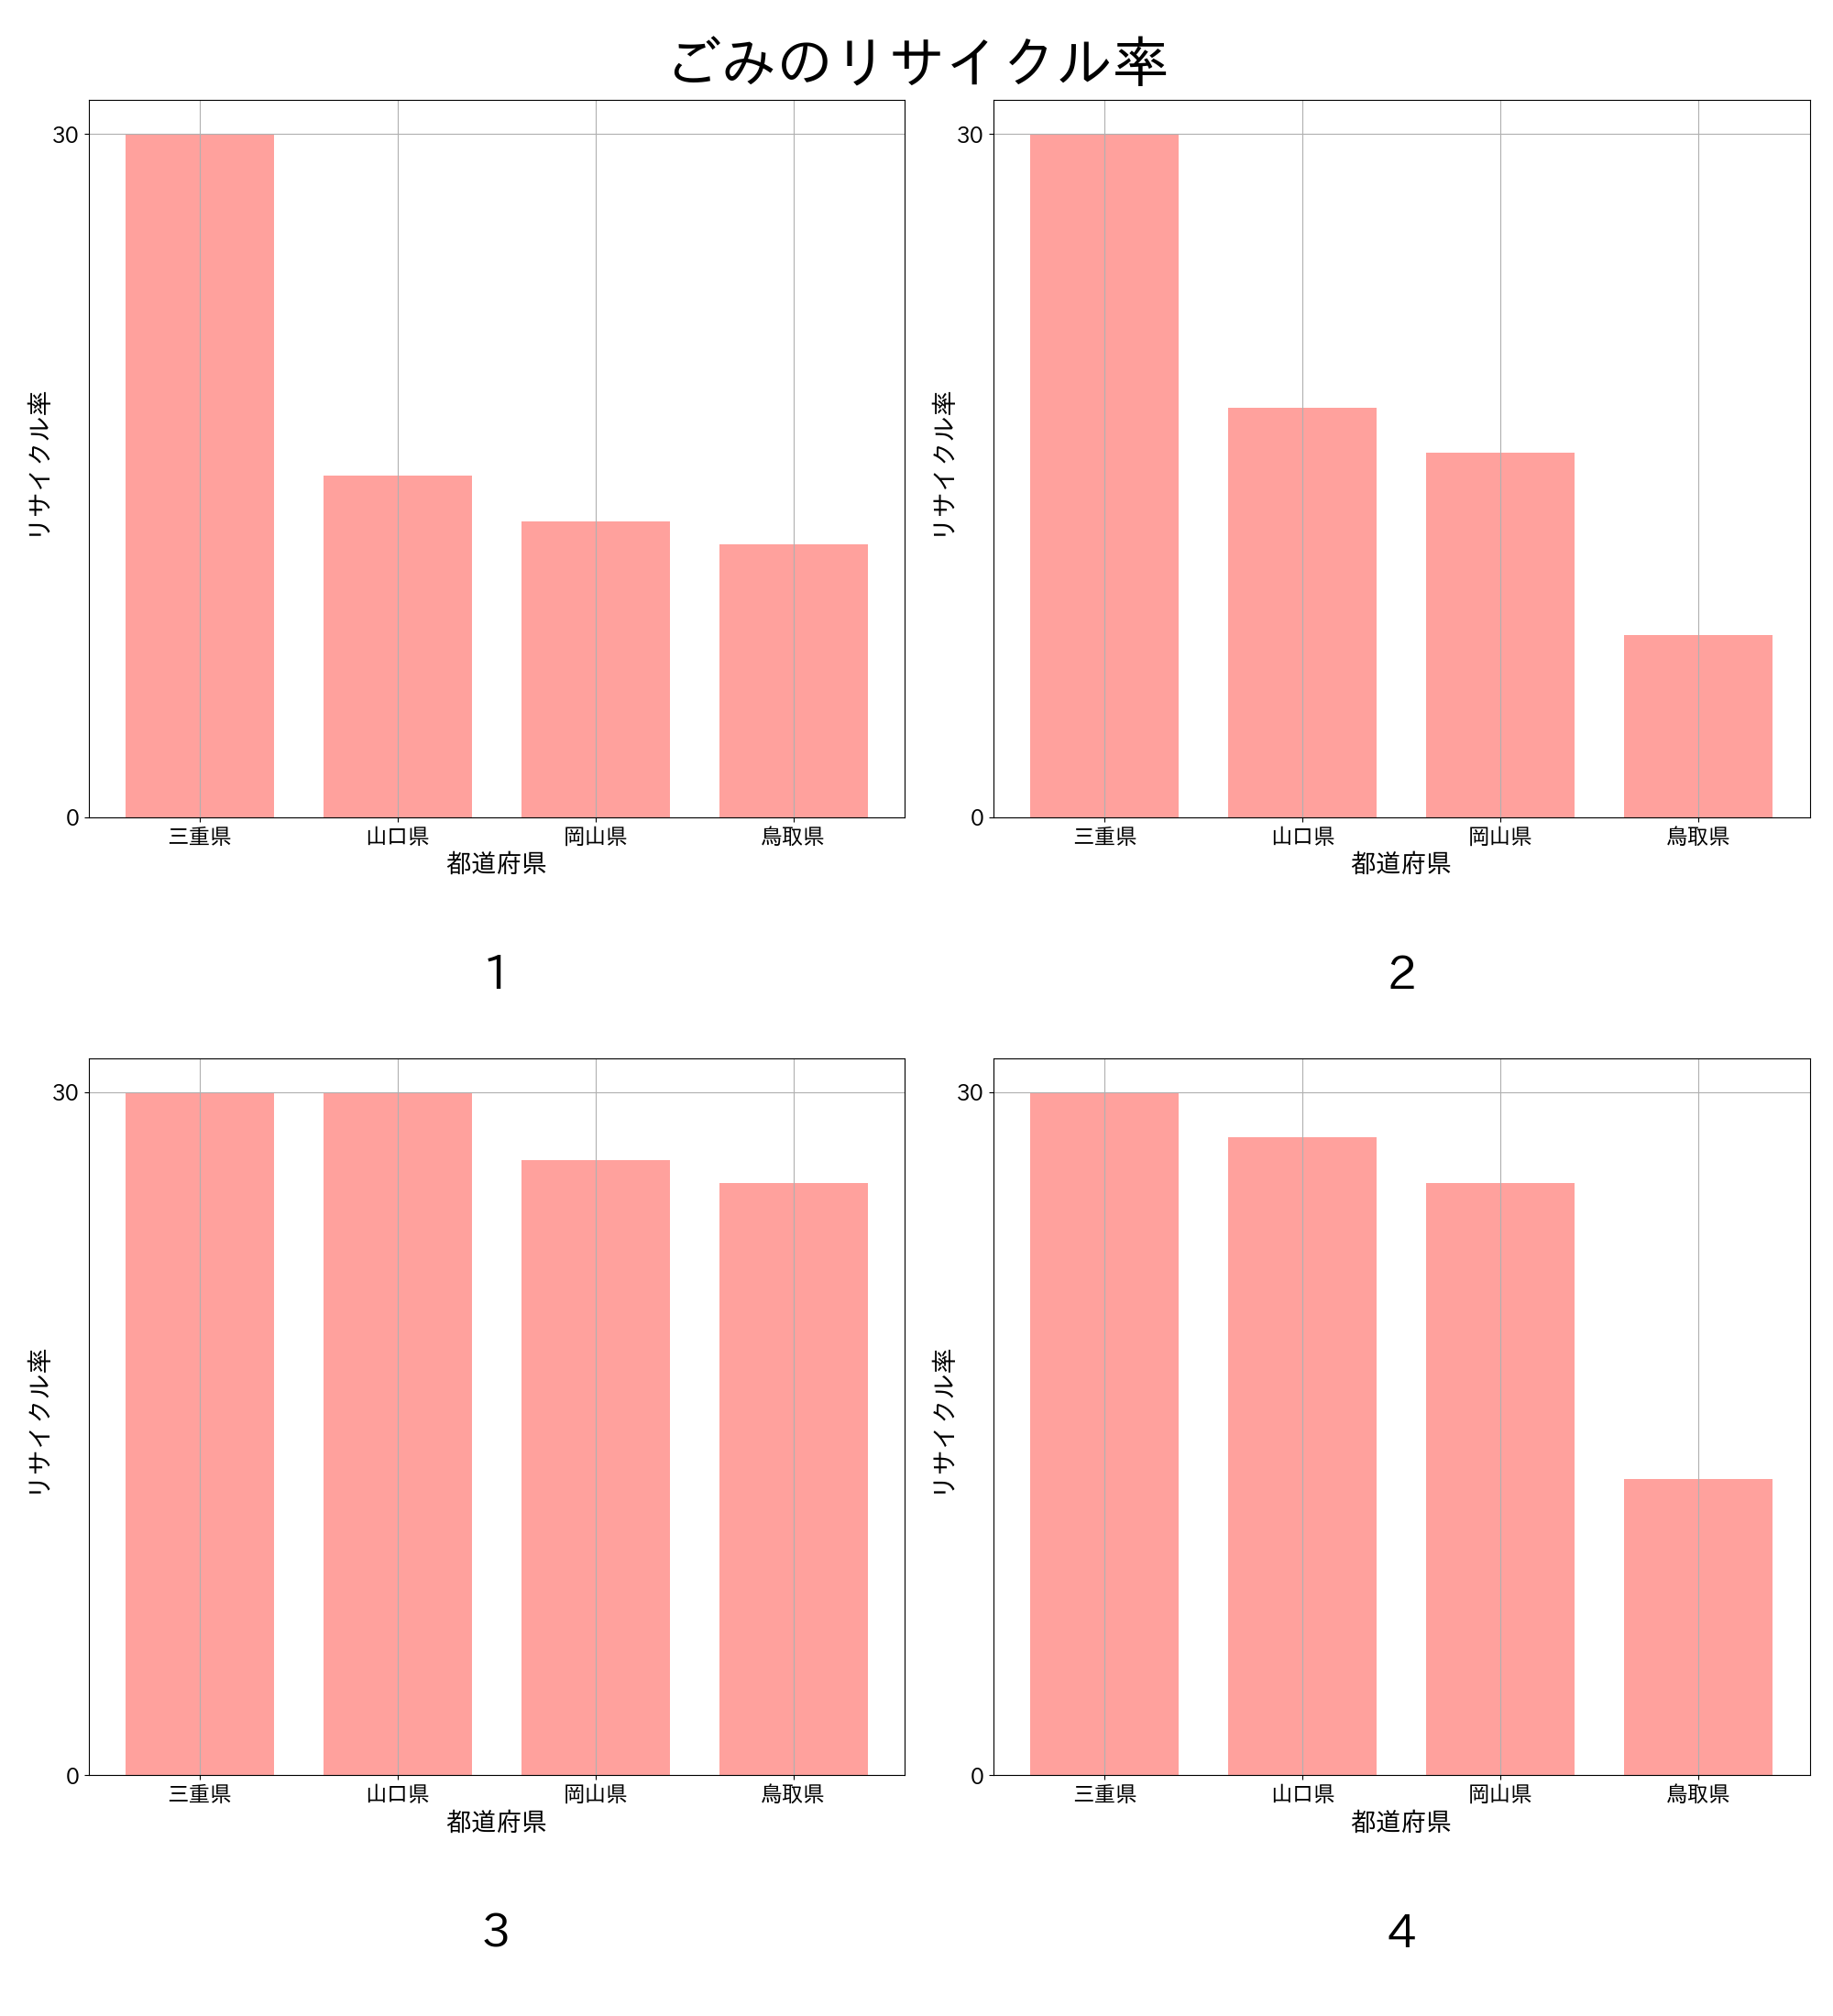 ごみのリサイクル率
30
0
リサイクル率
三重県 山口県 岡山県 鳥取県
都道府県
1
30
0
リサイクル率
三重県 山口県 岡山県 鳥取県
都道府県
2
30
0
リサイクル率
三重県 山口県 岡山県 鳥取県
都道府県
3
30
0
リサイクル率
三重県 山口県 岡山県 鳥取県
都道府県
4